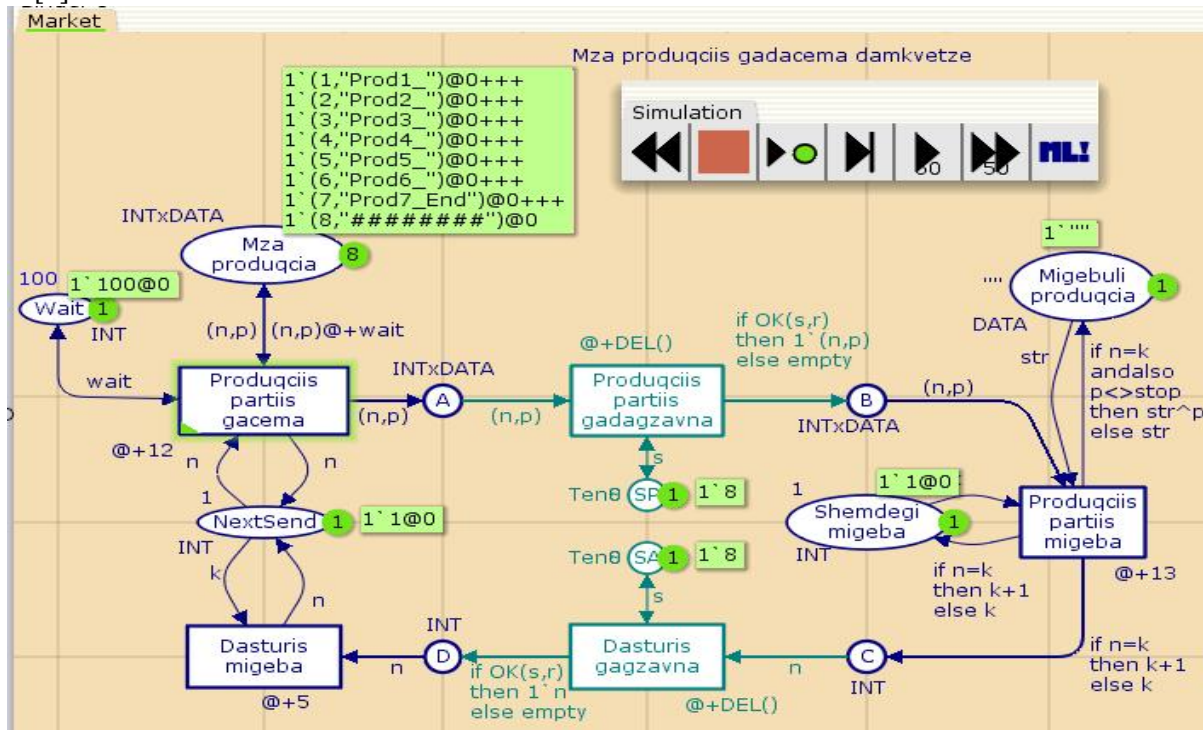 Market
Mza produqciis gadacema damkvetze
1`(1,"Prod1_")@0+++
1`(2,"Prod2_")@0+++
1`(3,"Prod3_")@0+++
1`(4,"Prod4_")@0+++
1`(5,"Prod5_")@0+++
1`(6,"Prod6_")@0+++
1`(7,"Prod7_End")@0+++
1`(8,"########")@0
Simulation
50
ML!
INTxDATA
Mza
produqcia
8
100
1`100@0
Wait
1
INT
(n,p)
(n,p)@+wait
wait
Produqciis
partiis
gacema
@+12
(n,p)
INTxDATA
A
(n,p)
@+DEL()
Produqciis
partiis
gadagzavna
if OK(s,r)
then 1`(n,p)
else empty
B
INTxDATA
(n,p)
1`""
""
Migebuli
produqcia
1
DATA
str
if n=k
andalso
p<>stop
then str^p
else str
n
n
1
NextSend
1
1`1@0
INT
s
SP
1
1`8
SA
1
1`8
s
1
1`1@0
Shemdegi
migeba
1
INT
Produqciis
partiis
migeba
@+13
if n=k
then k+1
else k
k
n
Dasturis
migeba
@+5
INT
D
n
if OK(s,r)
then 1`n
else empty
Dasturis
gagzavna
@+DEL()
n
C
INT
if n=k
then k+1
else k